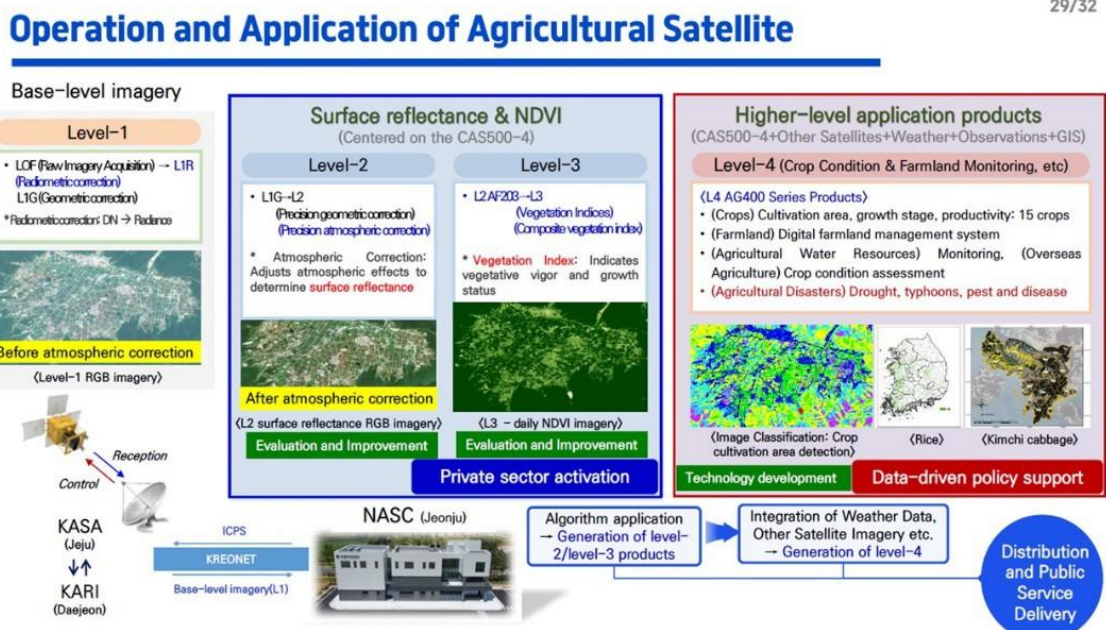 29/32
Operation and Application of Agricultural Satellite
Base-level imagery
Level-1
• LOF (Raw Imagery Acquisition) → L1R
(Radiometric correction)
L1G (Geometric correction)
*Radiometric correction: DN → Radiance
Before atmospheric correction
〈Level-1 RGB imagery〉
Surface reflectance & NDVI
(Centered on the CAS500-4)
Level-2
• L1G→L2
(Precision geometric correction)
(Precision atmospheric correction)
* Atmospheric Correction:
Adjusts atmospheric effects to
determine surface reflectance
After atmospheric correction
〈L2 surface reflectance RGB imagery〉
Evaluation and Improvement
Level-3
• L2AF203→L3
(Vegetation Indices)
(Composite vegetation index)
* Vegetation Index: Indicates
vegetative vigor and growth
status
〈L3 - daily NDVI imagery〉
Evaluation and Improvement
Private sector activation
Higher-level application products
(CAS500-4+Other Satellites+Weather+Observations+GIS)
Level-4 (Crop Condition & Farmland Monitoring, etc)
〈L4 AG400 Series Products〉
• (Crops) Cultivation area, growth stage, productivity: 15 crops
• (Farmland) Digital farmland management system
• (Agricultural Water Resources) Monitoring, (Overseas
Agriculture) Crop condition assessment
• (Agricultural Disasters) Drought, typhoons, pest and disease
〈Image Classification: Crop
cultivation area detection〉
〈Rice〉
〈Kimchi cabbage〉
Technology development
Data-driven policy support
Reception
Control
KASA
(Jeju)
↓↑
KARI
(Daejeon)
ICPS
KREONET
Base-level imagery(L1)
NASC (Jeonju)
Algorithm application
→ Generation of level-
2/level-3 products
Integration of Weather Data,
Other Satellite Imagery etc.
→ Generation of level-4
Distribution
and Public
Service
Delivery